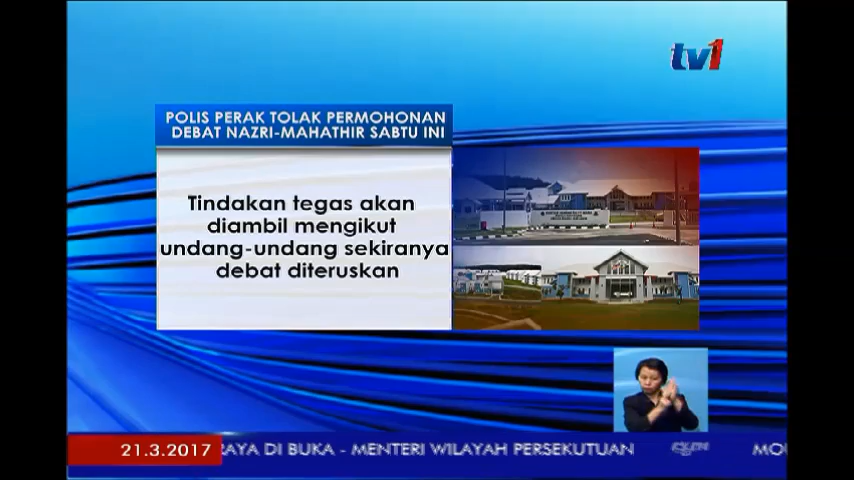 tv1
POLIS PERAK TOLAK PERMOHONAN
DEBAT NAZRI-MAHATHIR SABTU INI
Tindakan tegas akan
diambil mengikut
undang-undang sekiranya
debat diteruskan
21.3.2017
RAYA DI BUKA - MENTERI WILAYAH PERSEKUTUAN
MO